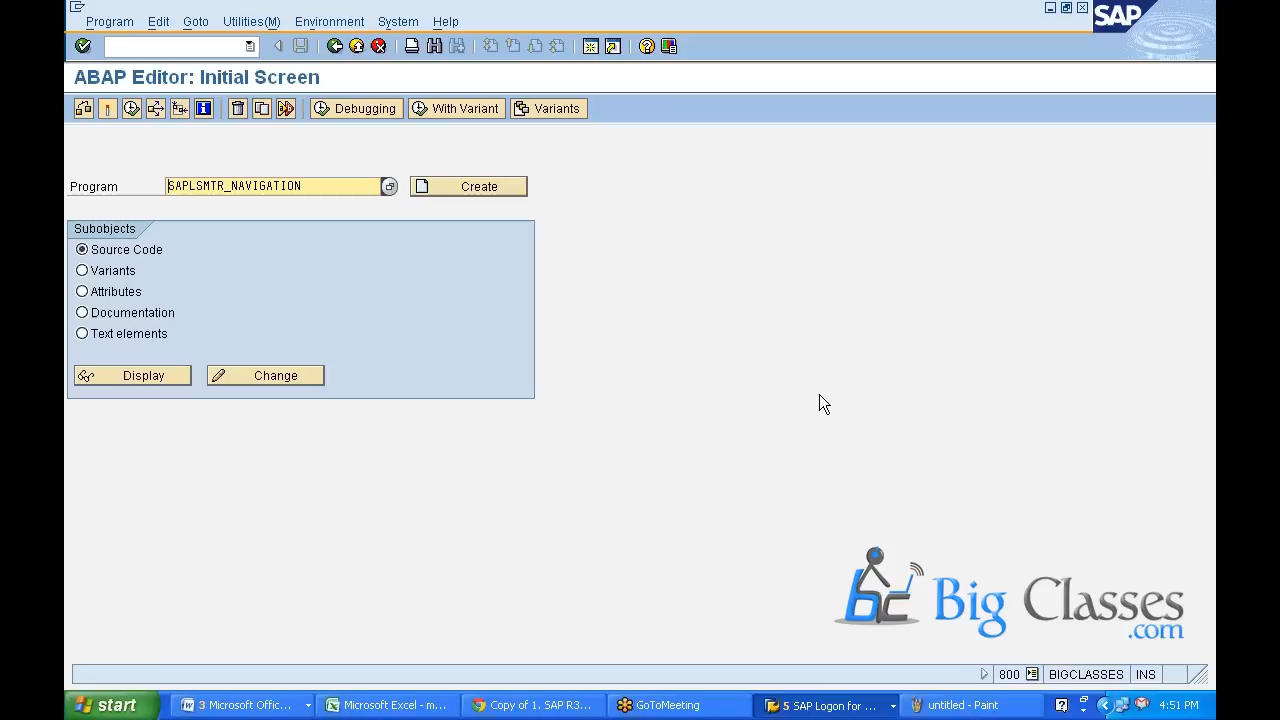 Program Edit Goto Utilities(M) Environment System Help
SAP
ABAP Editor: Initial Screen
Debugging With Variant Variants
Program SAPLSMTR_NAVIGATION Create
Subobjects
Source Code
Variants
Attributes
Documentation
Text elements
Display Change
bc Big Classes
.com
800 BIGCLASSES INS
start 3 Microsoft Offic... Microsoft Excel - m... Copy of 1. SAP R3... GoToMeeting 5 SAP Logon for ... untitled - Paint 4:51 PM